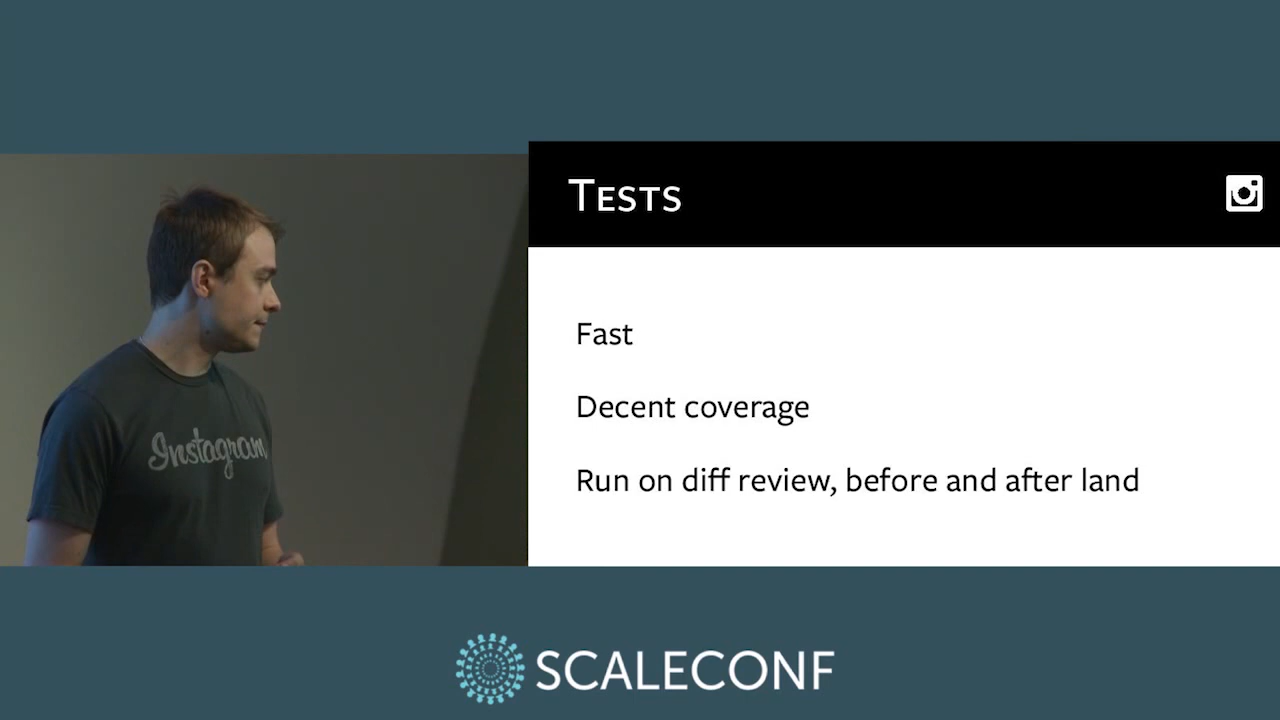 Tests
Instagram
Fast
Decent coverage
Run on diff review, before and after land
SCALECONF